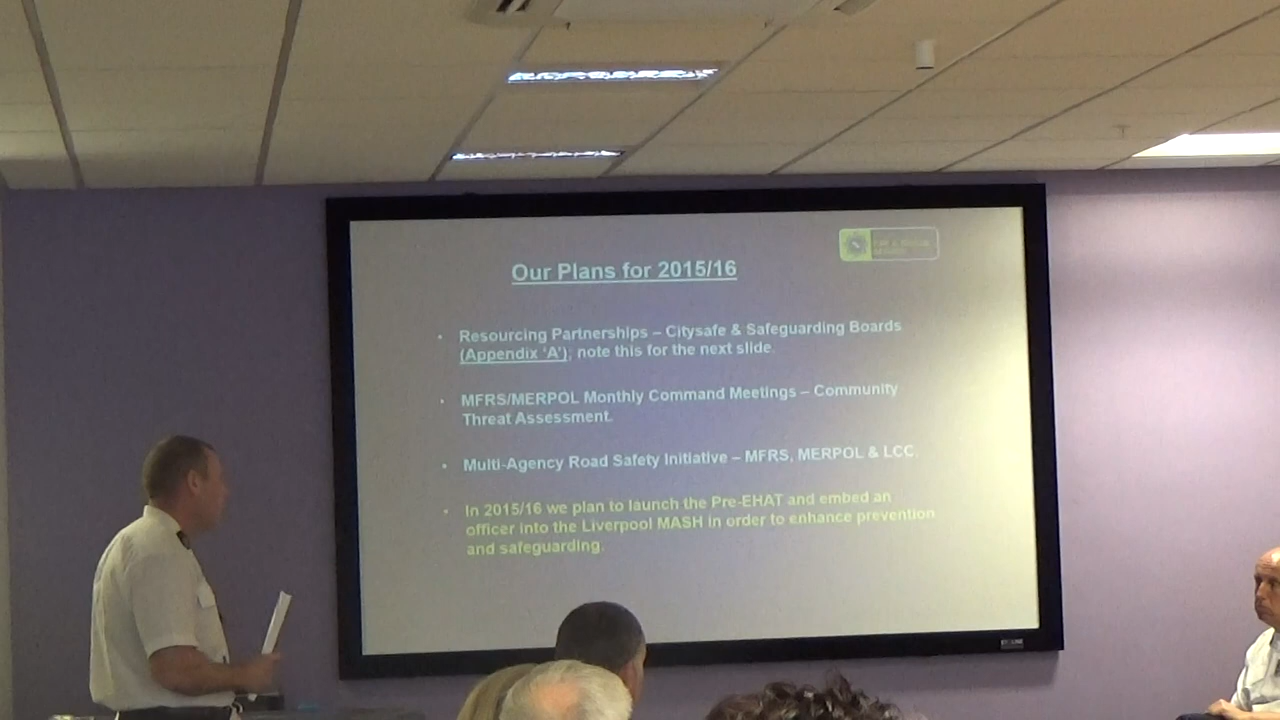 Our Plans for 2015/16
• Resourcing Partnerships – Citysafe & Safeguarding Boards
(Appendix 'A'), note this for the next slide.
• MFRS/MERPOL Monthly Command Meetings – Community
Threat Assessment.
• Multi-Agency Road Safety Initiative – MFRS, MERPOL & LCC.
• In 2015/16 we plan to launch the Pre-EHAT and embed an
officer into the Liverpool MASH in order to enhance prevention
and safeguarding.